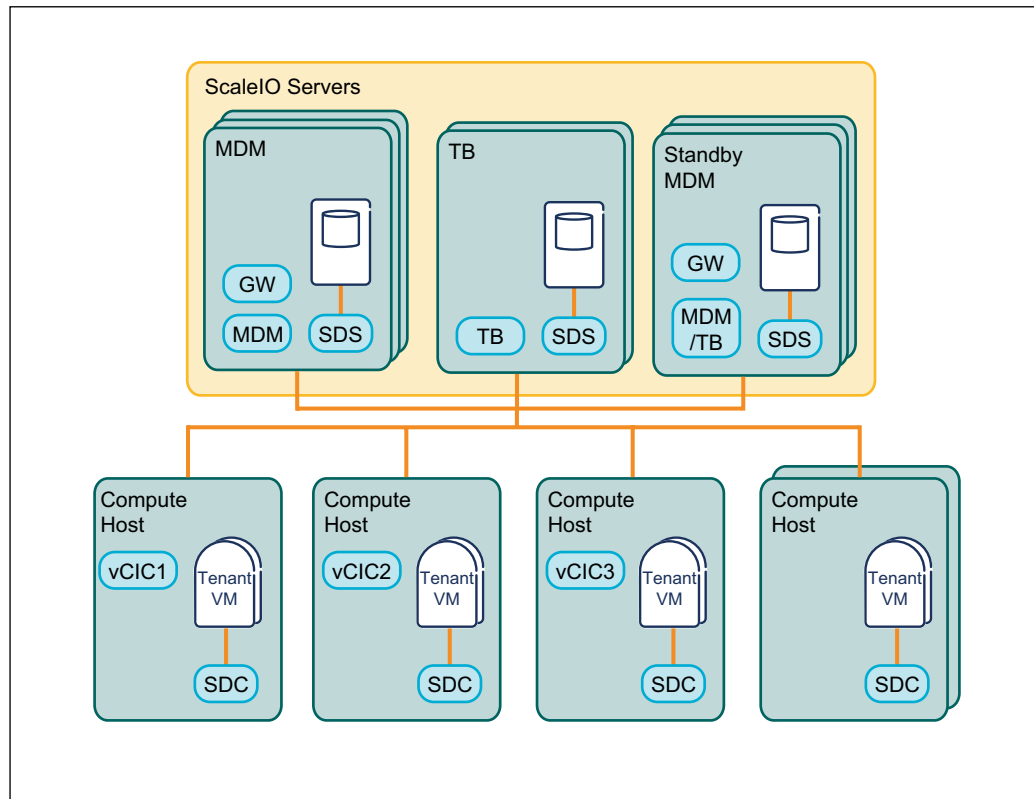 ScaleIO Servers
MDM
GW
MDM
SDS
TB
TB
SDS
Standby
MDM
GW
MDM
/TB
SDS
Compute
Host
vCIC1
Tenant
VM
SDC
Compute
Host
vCIC2
Tenant
VM
SDC
Compute
Host
vCIC3
Tenant
VM
SDC
Compute
Host
Tenant
VM
SDC